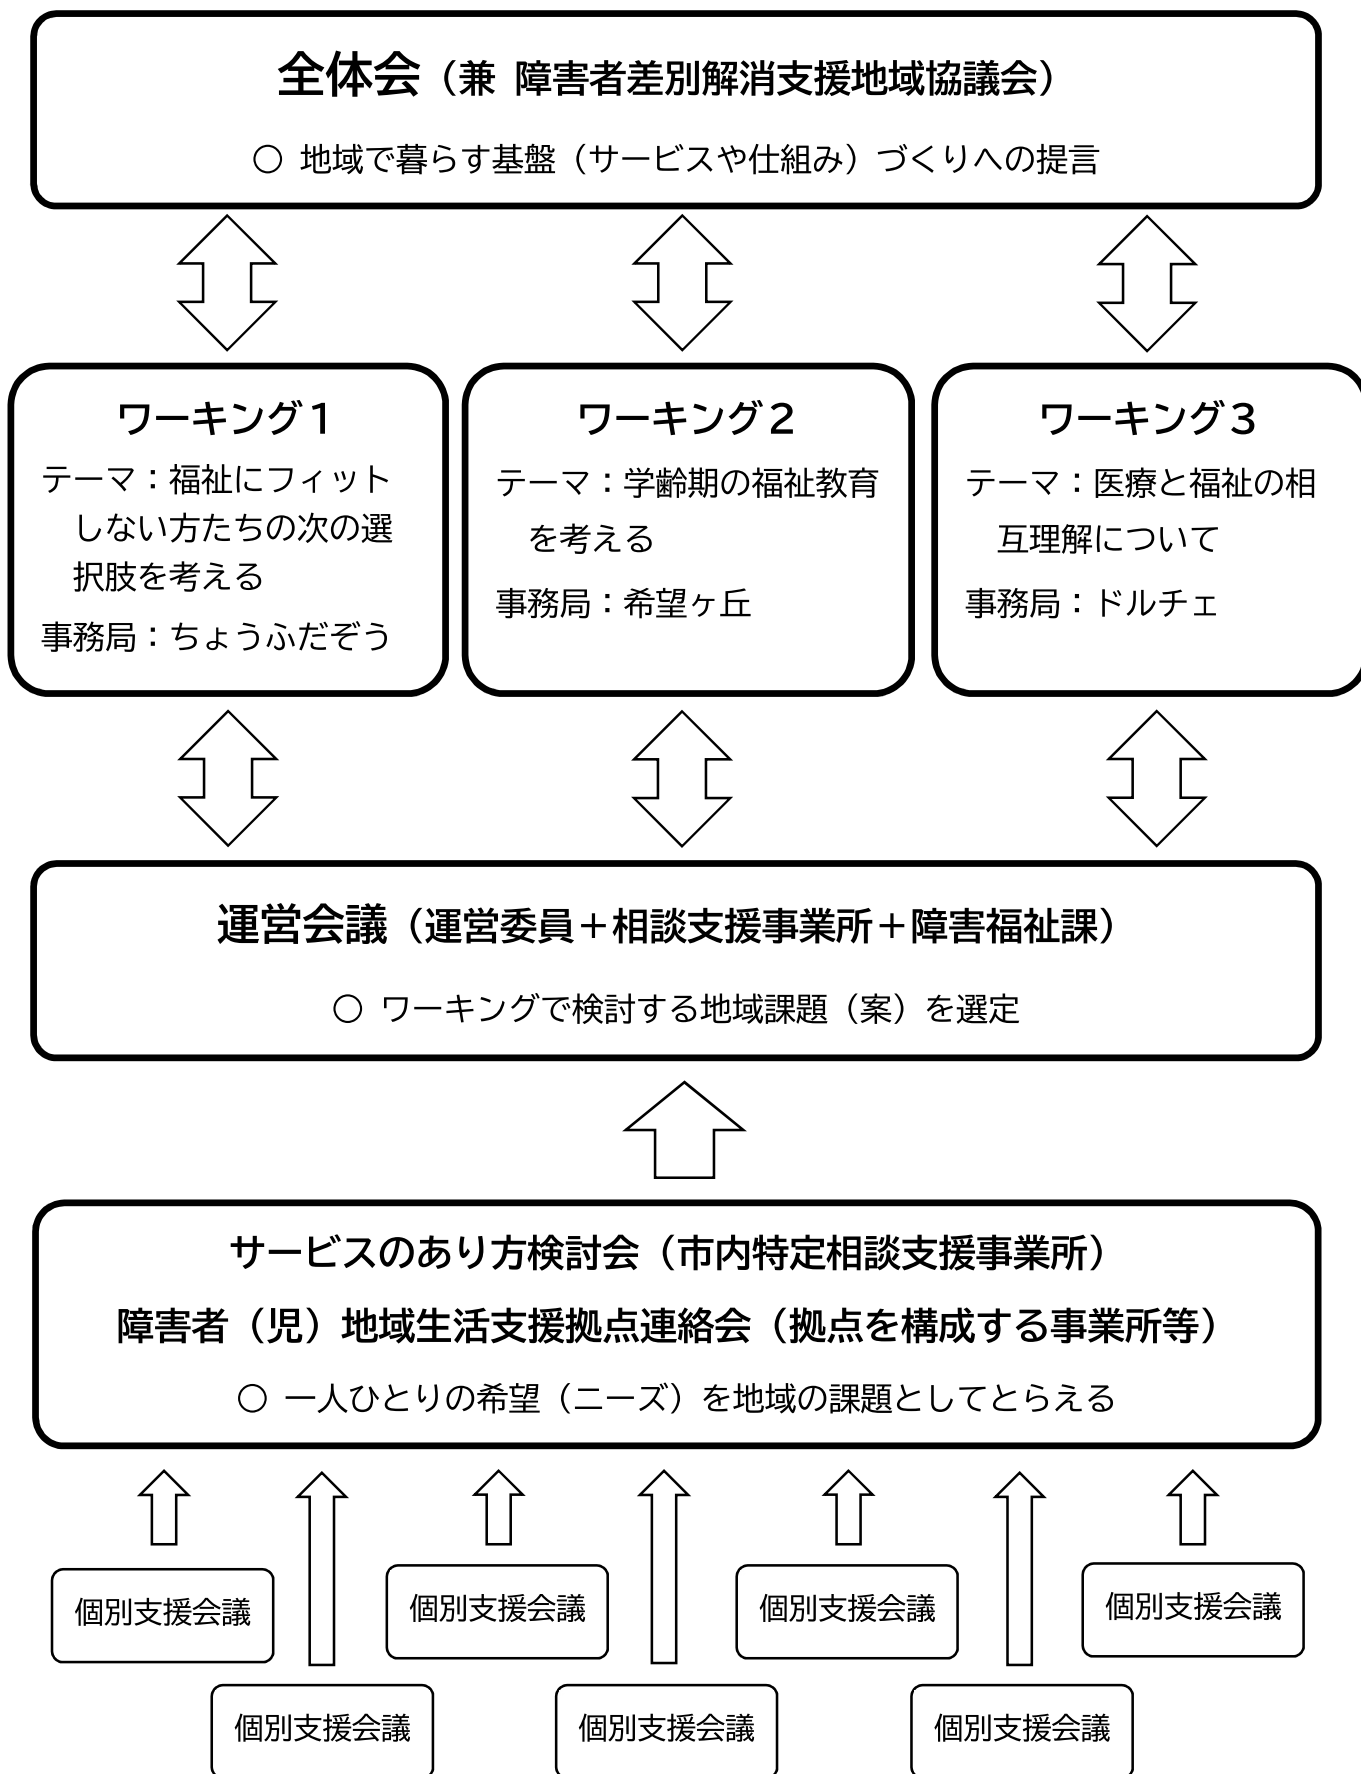 全体会（兼 障害者差別解消支援地域協議会）
○ 地域で暮らす基盤（サービスや仕組み）づくりへの提言
ワーキング１
テーマ：福祉にフィット
しない方たちの次の選
択肢を考える
事務局：ちょうふだぞう
ワーキング２
テーマ：学齢期の福祉教育
を考える
事務局：希望ヶ丘
ワーキング３
テーマ：医療と福祉の相
互理解について
事務局：ドルチェ
運営会議（運営委員＋相談支援事業所＋障害福祉課）
○ ワーキングで検討する地域課題（案）を選定
サービスのあり方検討会（市内特定相談支援事業所）
障害者（児）地域生活支援拠点連絡会（拠点を構成する事業所等）
○ 一人ひとりの希望（ニーズ）を地域の課題としてとらえる
個別支援会議
個別支援会議
個別支援会議
個別支援会議
個別支援会議
個別支援会議
個別支援会議